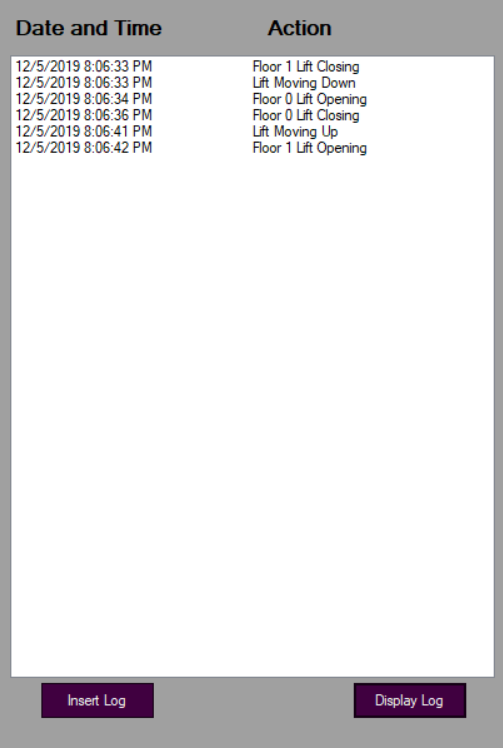 Date and Time Action
12/5/2019 8:06:33 PM Floor 1 Lift Closing
12/5/2019 8:06:33 PM Lift Moving Down
12/5/2019 8:06:34 PM Floor 0 Lift Opening
12/5/2019 8:06:36 PM Floor 0 Lift Closing
12/5/2019 8:06:41 PM Lift Moving Up
12/5/2019 8:06:42 PM Floor 1 Lift Opening
Insert Log Display Log